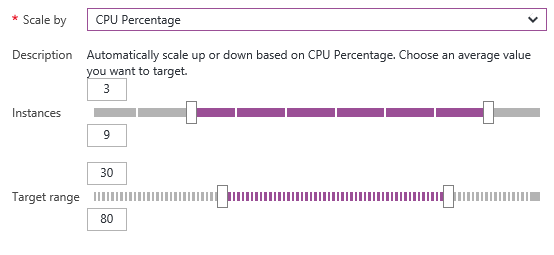 * Scale by CPU Percentage
Description Automatically scale up or down based on CPU Percentage. Choose an average value
you want to target.
3
Instances
9
30
Target range
80